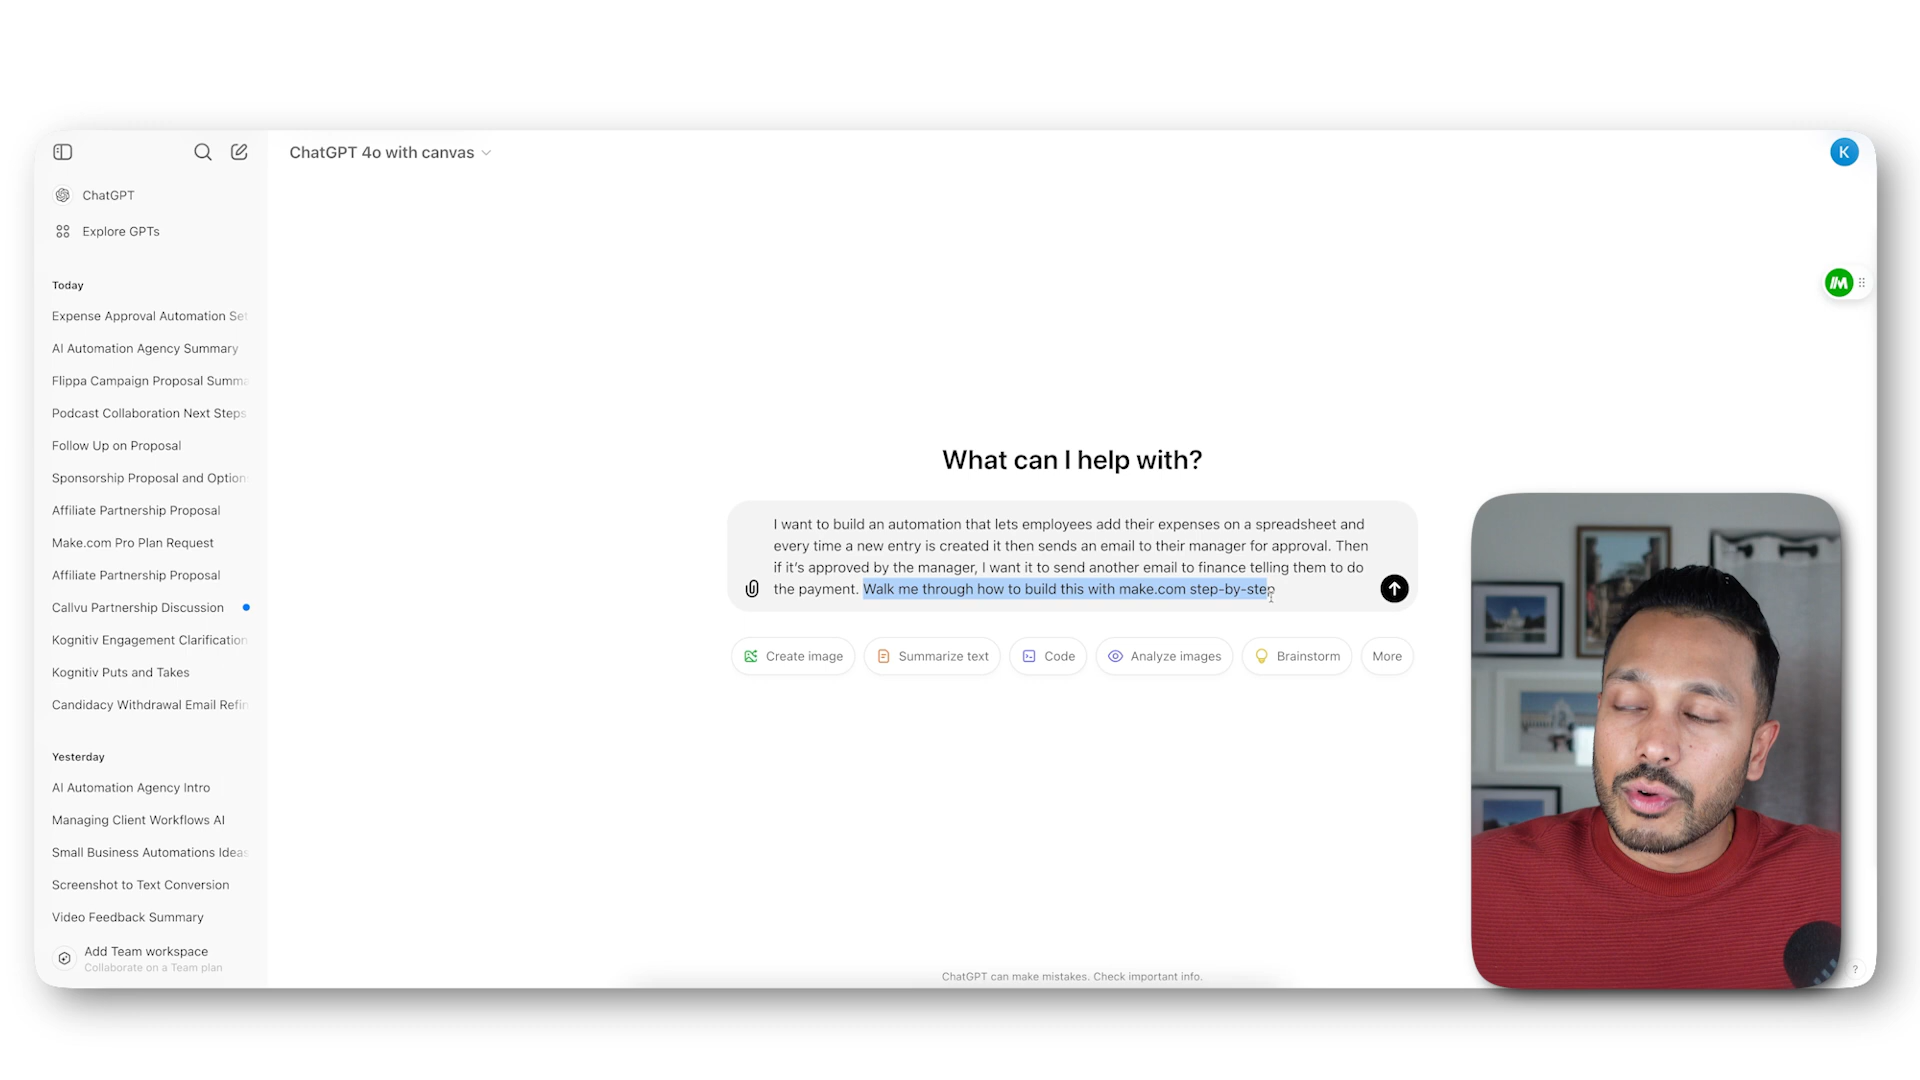 ChatGPT 4o with canvas
K
ChatGPT
Explore GPTs
Today
Expense Approval Automation Set
AI Automation Agency Summary
Flippa Campaign Proposal Summa
Podcast Collaboration Next Steps
Follow Up on Proposal
Sponsorship Proposal and Option
Affiliate Partnership Proposal
Make.com Pro Plan Request
Affiliate Partnership Proposal
Callvu Partnership Discussion
Kognitiv Engagement Clarification
Kognitiv Puts and Takes
Candidacy Withdrawal Email Refin
Yesterday
AI Automation Agency Intro
Managing Client Workflows AI
Small Business Automations Ideas
Screenshot to Text Conversion
Video Feedback Summary
Add Team workspace
Collaborate on a Team plan
What can I help with?
I want to build an automation that lets employees add their expenses on a spreadsheet and
every time a new entry is created it then sends an email to their manager for approval. Then
if it's approved by the manager, I want it to send another email to finance telling them to do
the payment. Walk me through how to build this with make.com step-by-step
Create image
Summarize text
Code
Analyze images
Brainstorm
More
ChatGPT can make mistakes. Check important info.
?